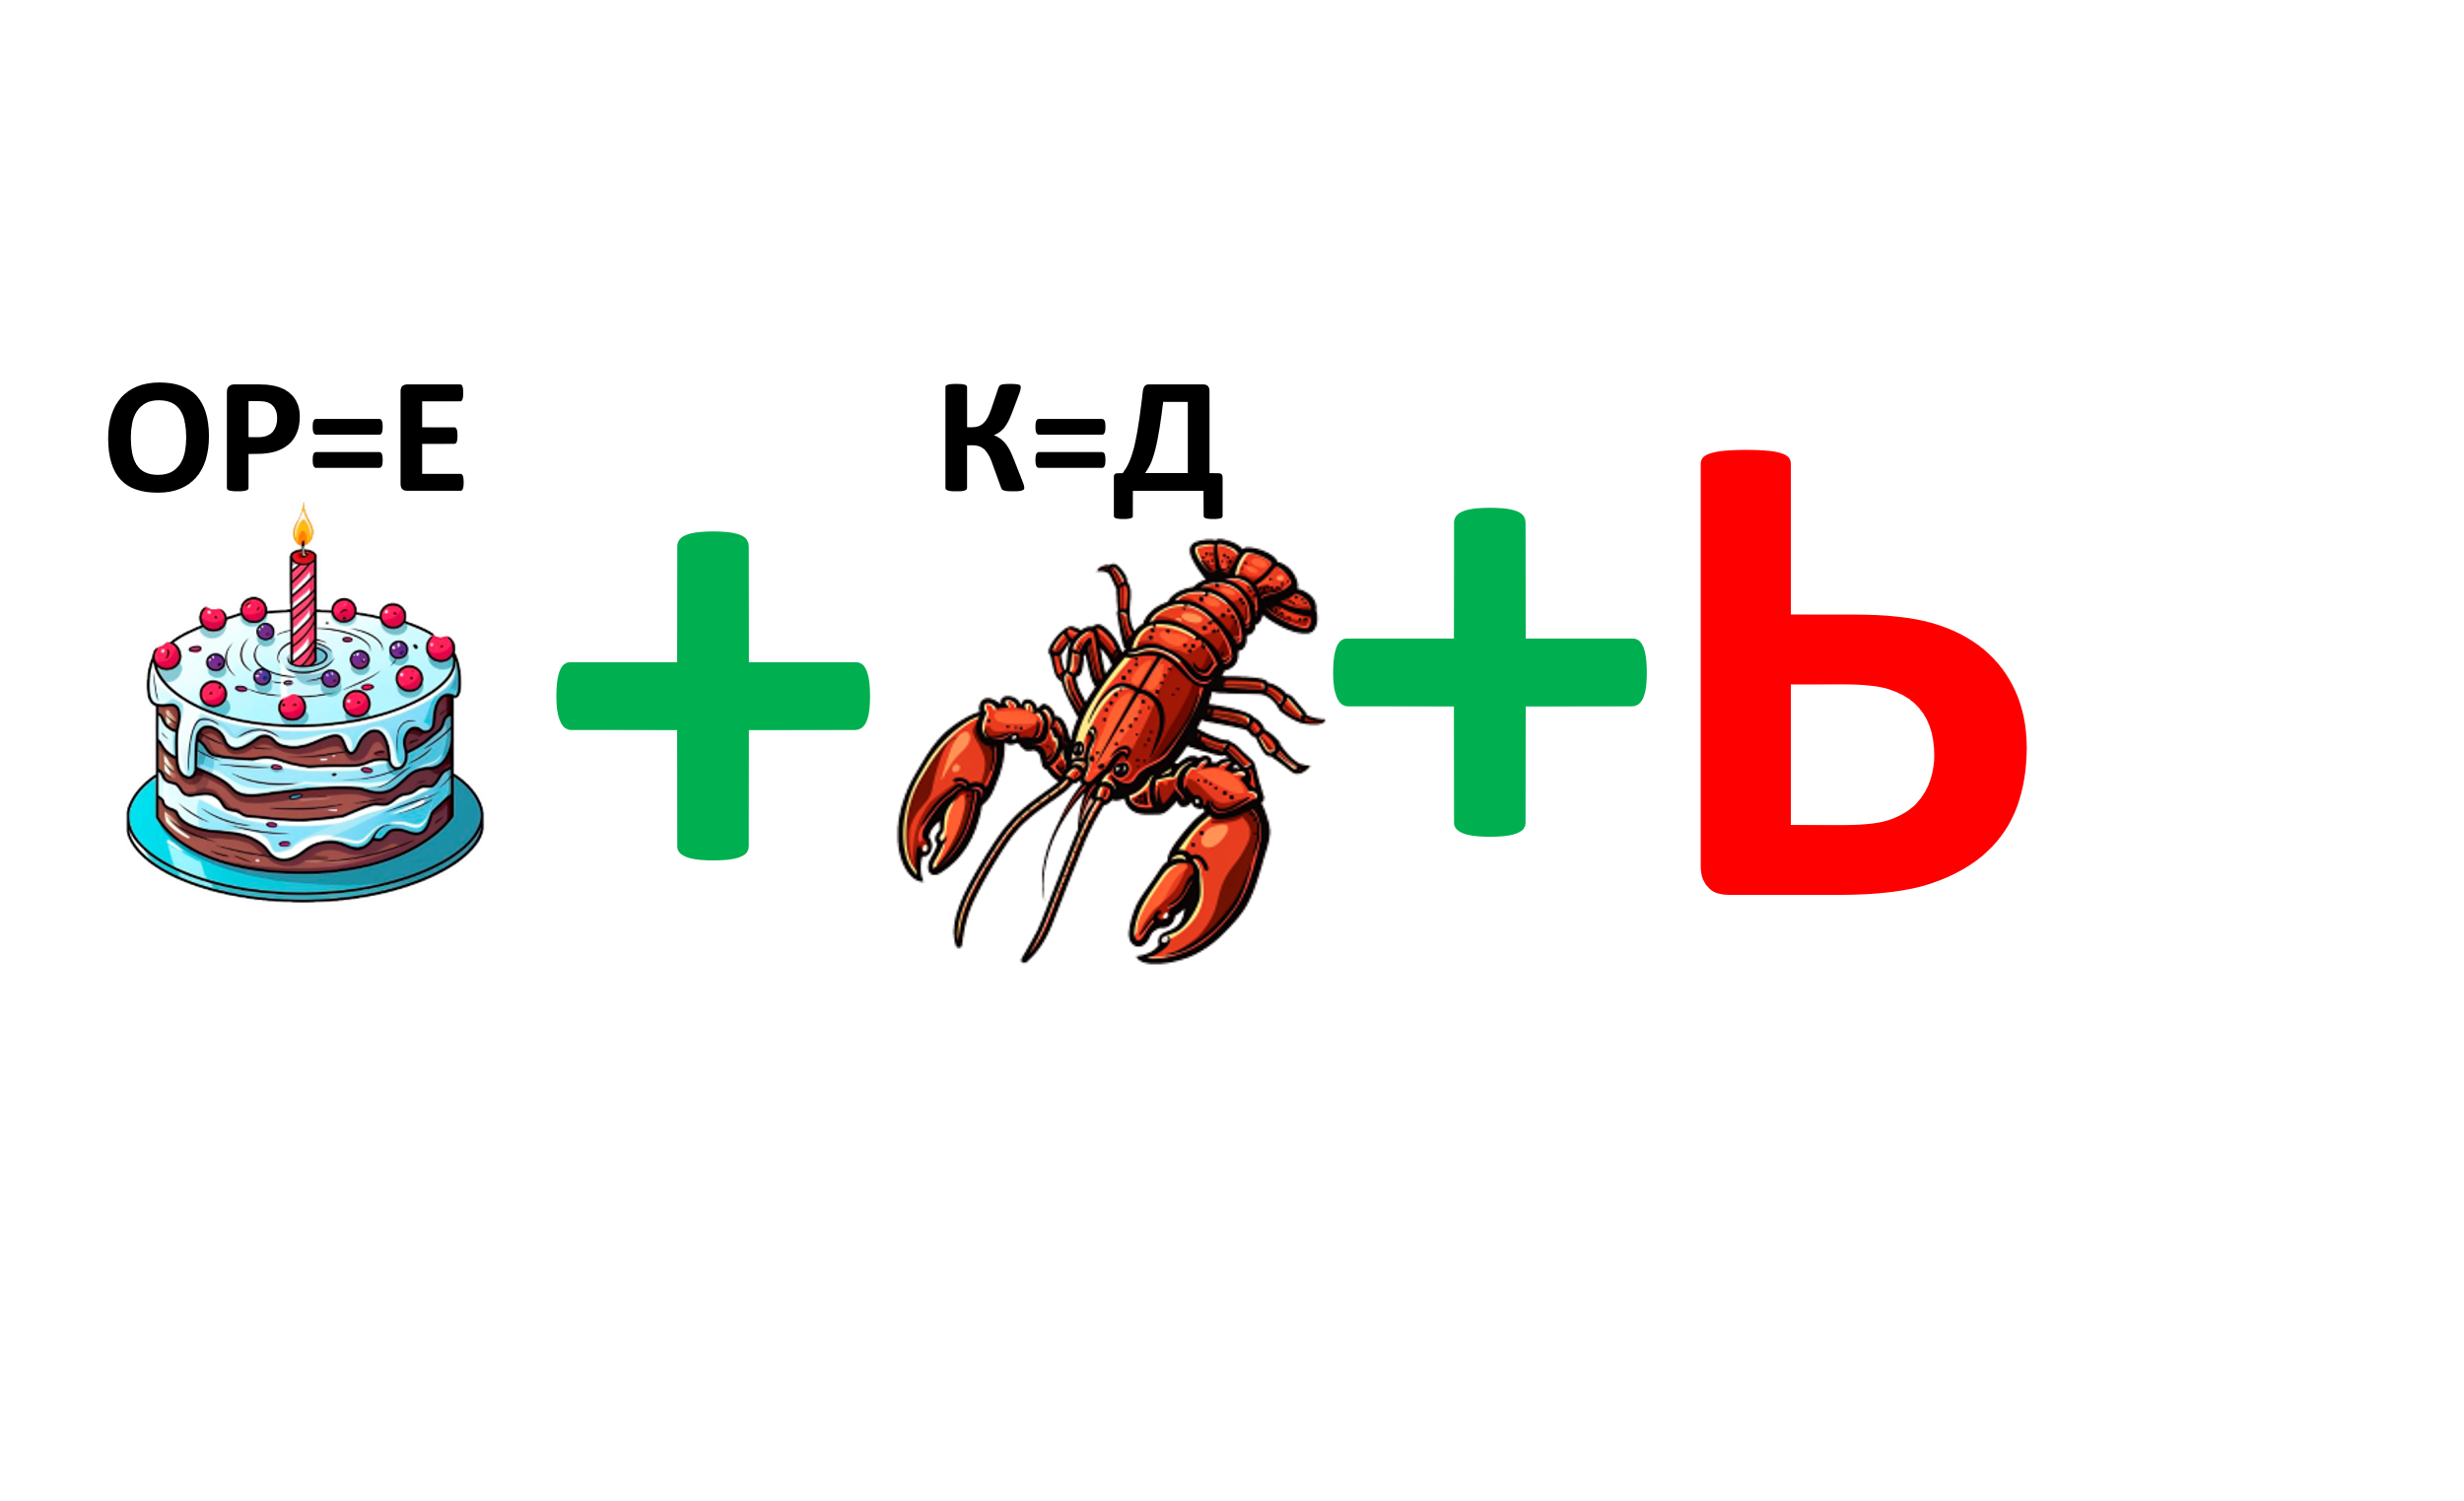 ОР=Е К=Д
+ + Ь